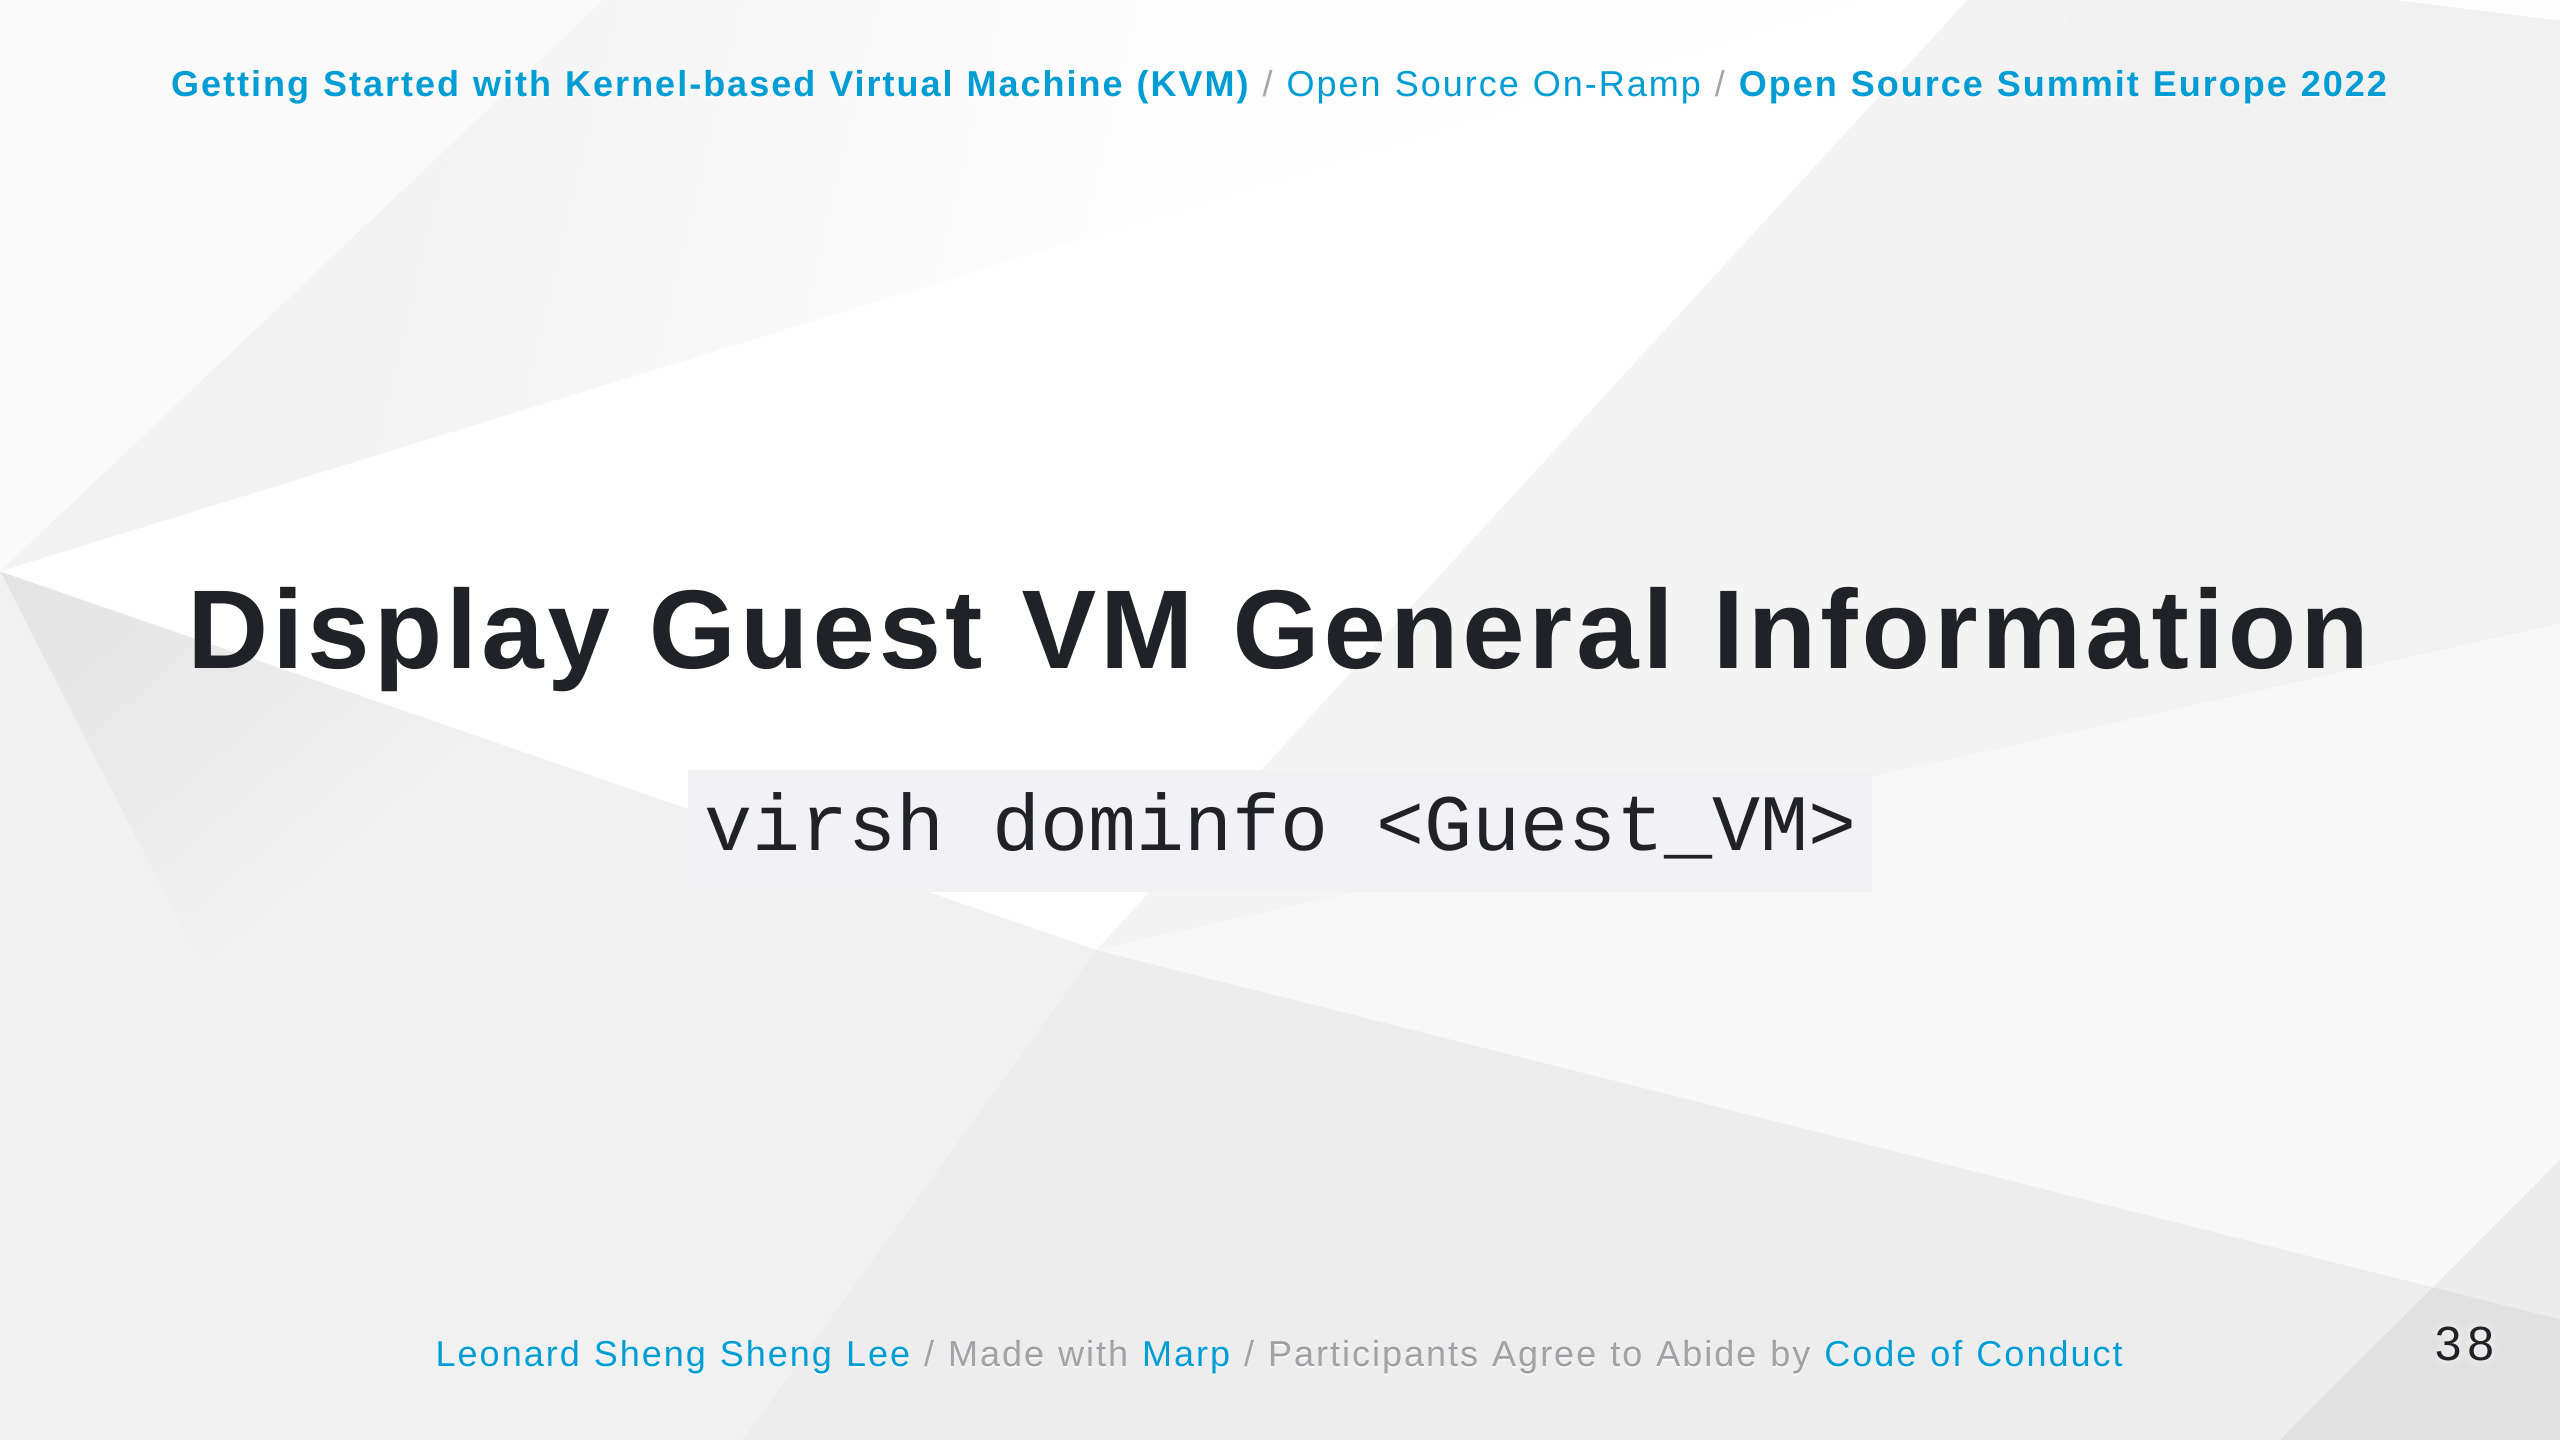 Getting Started with Kernel-based Virtual Machine (KVM) / Open Source On-Ramp / Open Source Summit Europe 2022
Display Guest VM General Information
virsh dominfo <Guest_VM>
Leonard Sheng Sheng Lee / Made with Marp / Participants Agree to Abide by Code of Conduct
38